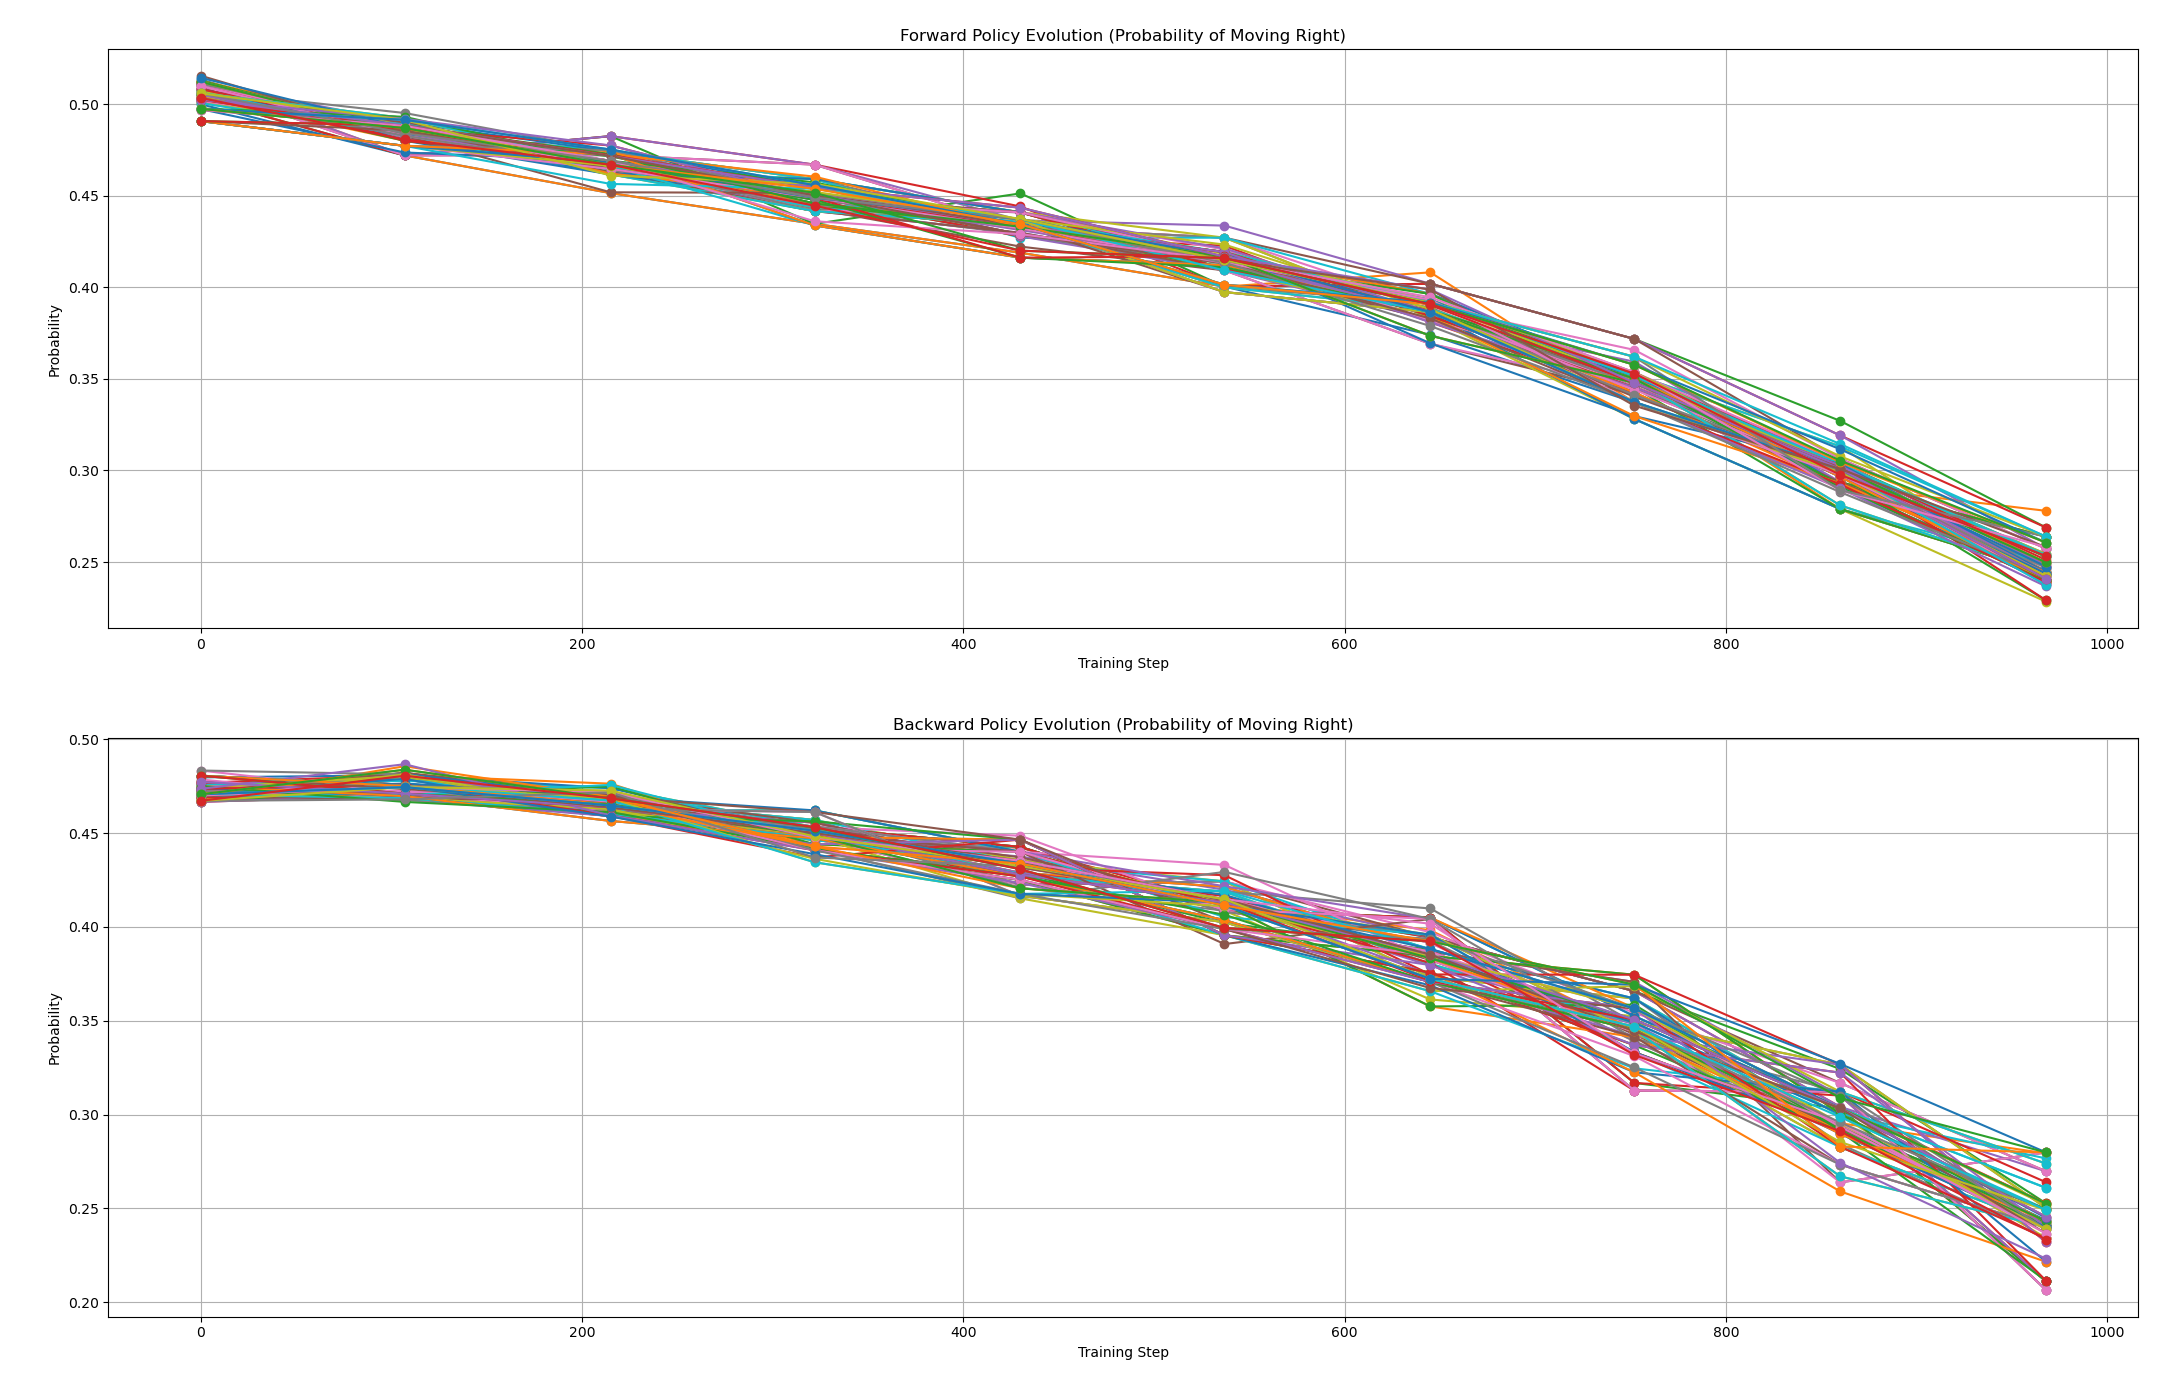 Forward Policy Evolution (Probability of Moving Right)
0.50
0.45
0.40
0.35
0.30
0.25
Probability
0 200 400 600 800 1000
Training Step
Backward Policy Evolution (Probability of Moving Right)
0.50
0.45
0.40
0.35
0.30
0.25
0.20
Probability
0 200 400 600 800 1000
Training Step